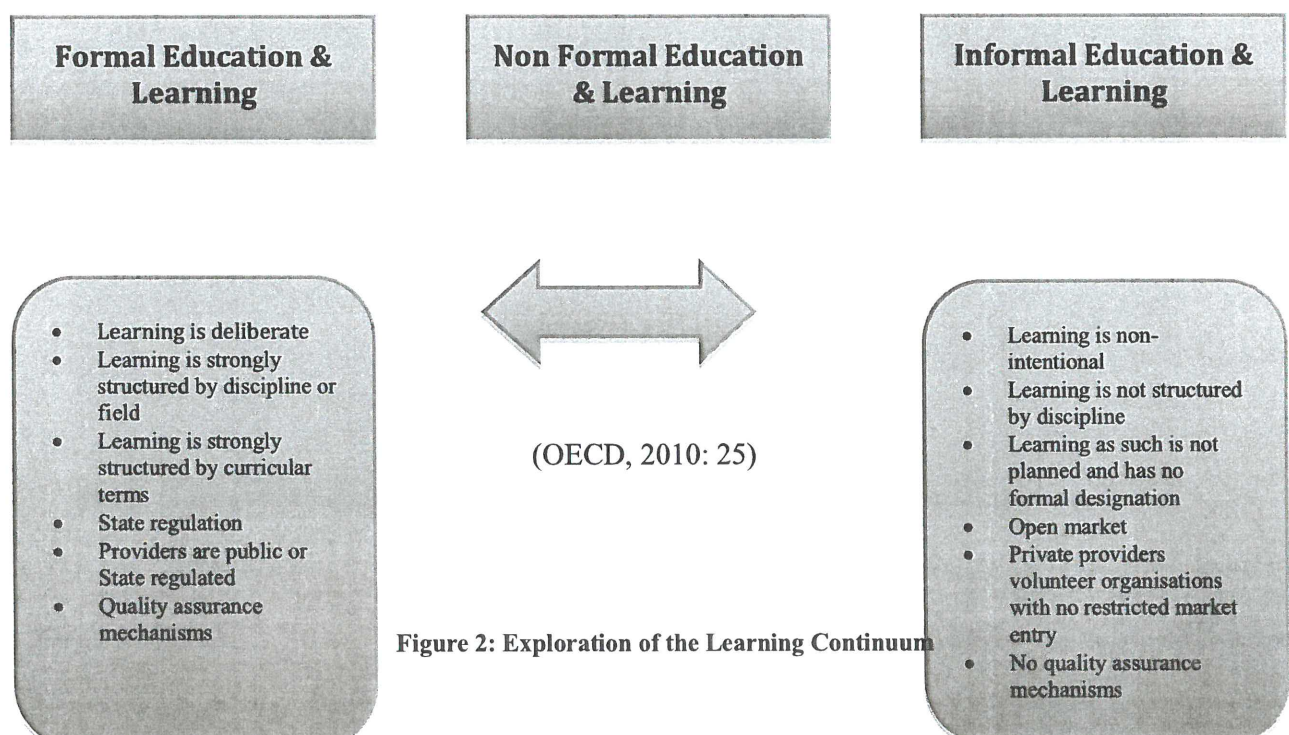 Formal Education &
Learning
Non Formal Education
& Learning
Informal Education &
Learning
• Learning is deliberate
• Learning is strongly
structured by discipline or
field
• Learning is strongly
structured by curricular
terms
• State regulation
• Providers are public or
State regulated
• Quality assurance
mechanisms
(OECD, 2010: 25)
• Learning is non-
intentional
• Learning is not structured
by discipline
• Learning as such is not
planned and has no
formal designation
• Open market
• Private providers
volunteer organisations
with no restricted market
entry
• No quality assurance
mechanisms
Figure 2: Exploration of the Learning Continuum